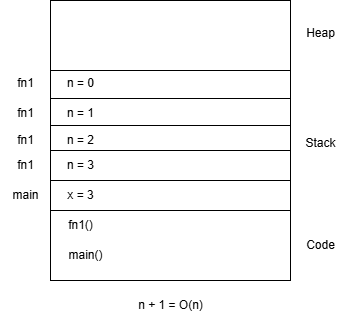 Heap
fn1 n = 0
fn1 n = 1
fn1 n = 2
Stack
fn1 n = 3
main x = 3
fn1()
Code
main()
n + 1 = O(n)